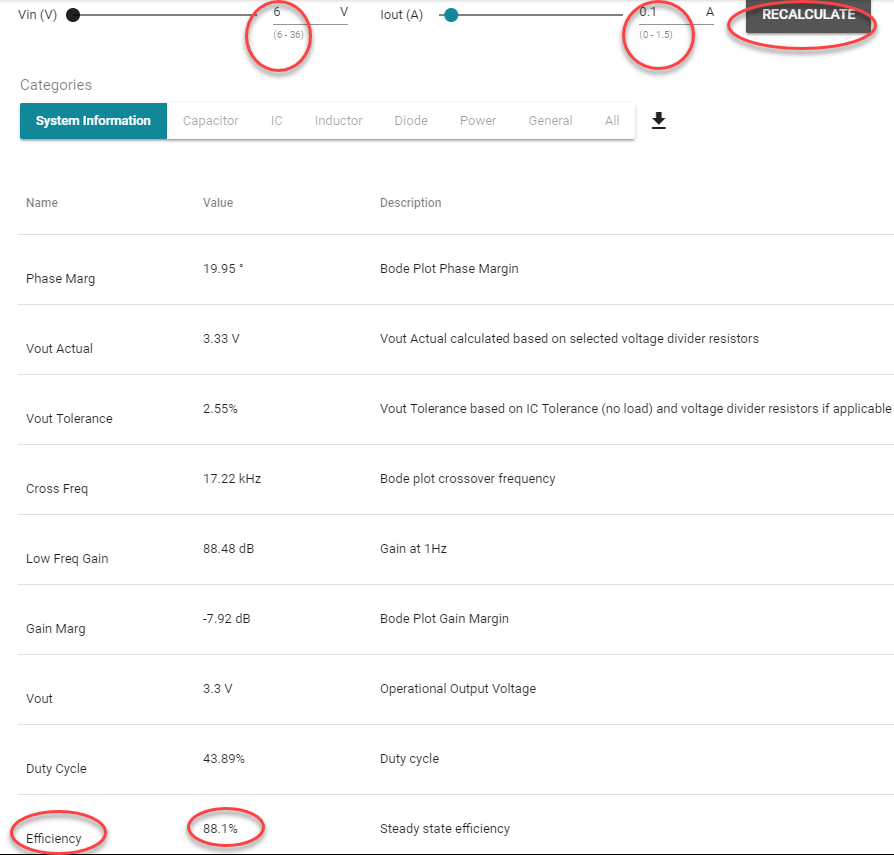 Vin (V) 6 V Iout (A) 0.1 A RECALCULATE
(6 - 36) (0 - 1.5)
Categories
System Information Capacitor IC Inductor Diode Power General All
Name Value Description
Phase Marg 19.95 ° Bode Plot Phase Margin
Vout Actual 3.33 V Vout Actual calculated based on selected voltage divider resistors
Vout Tolerance 2.55% Vout Tolerance based on IC Tolerance (no load) and voltage divider resistors if applicable
Cross Freq 17.22 kHz Bode plot crossover frequency
Low Freq Gain 88.48 dB Gain at 1Hz
Gain Marg -7.92 dB Bode Plot Gain Margin
Vout 3.3 V Operational Output Voltage
Duty Cycle 43.89% Duty cycle
Efficiency 88.1% Steady state efficiency